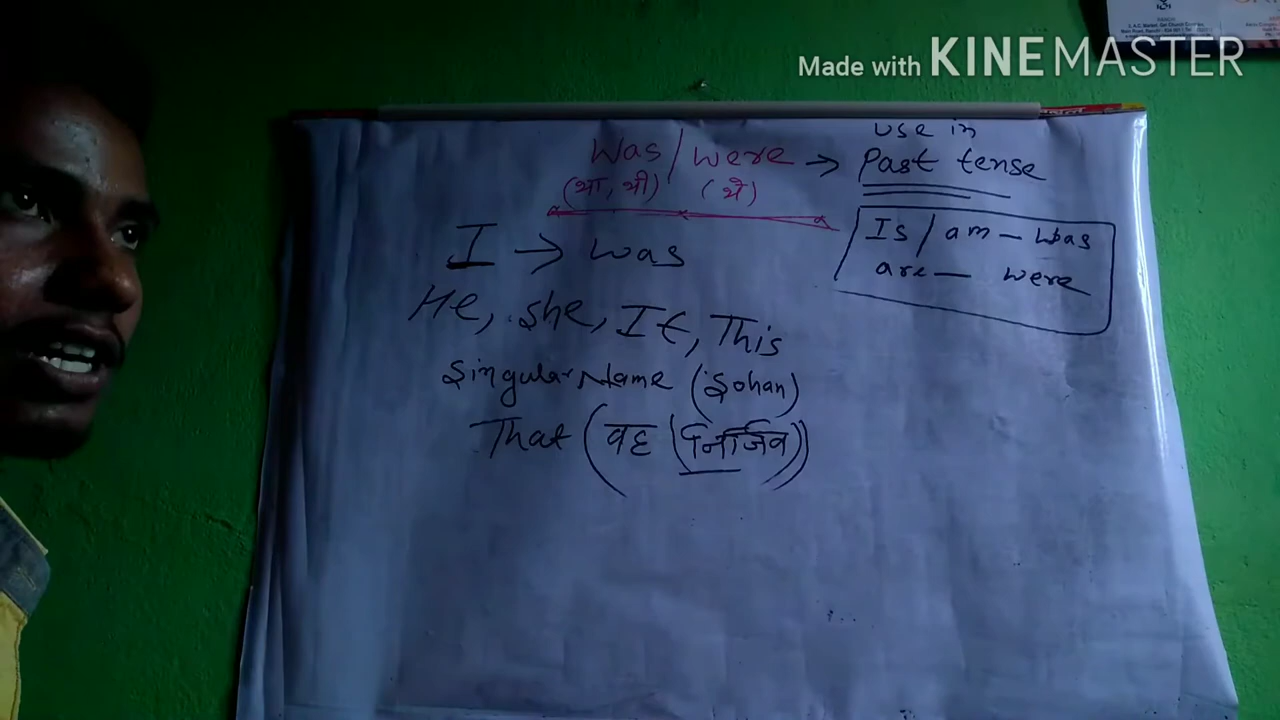 Made with KINEMASTER
use in
Was / were → Past tense
(था, थी) (थे)
Is / am – was
are – were
I → was
He, she, It, This
Singular Name (Sohan)
That (वह (निर्जिव))